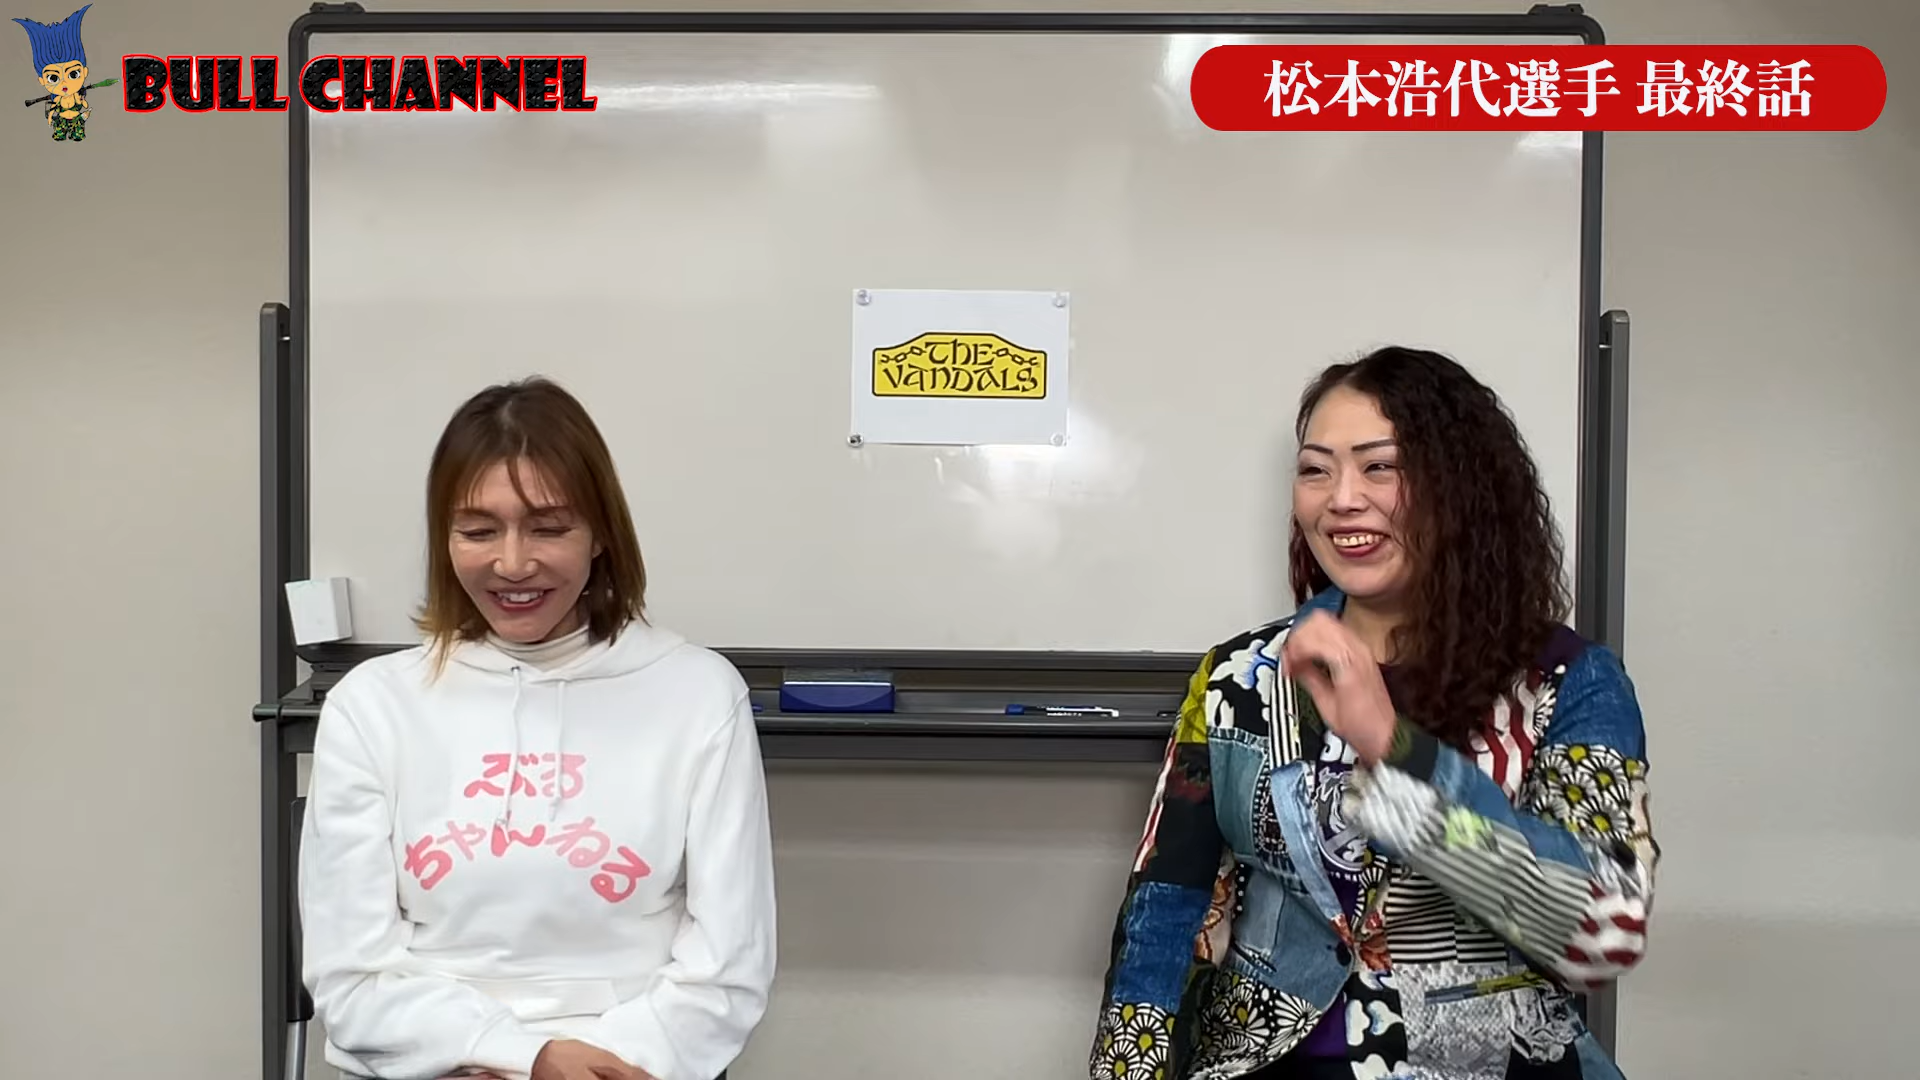 BULL CHANNEL
松本浩代選手 最終話
THE
VANDALS
ぶる
ちゃんねる